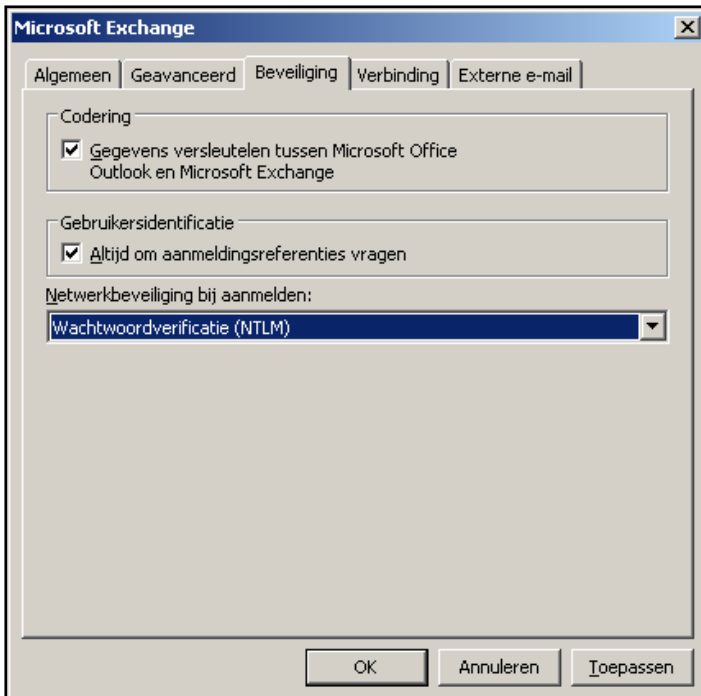 Microsoft Exchange
Algemeen Geavanceerd Beveiliging Verbinding Externe e-mail
Codering
Gegevens versleutelen tussen Microsoft Office
Outlook en Microsoft Exchange
Gebruikersidentificatie
Altijd om aanmeldingsreferenties vragen
Netwerkbeveiliging bij aanmelden:
Wachtwoordverificatie (NTLM)
OK Annuleren Toepassen